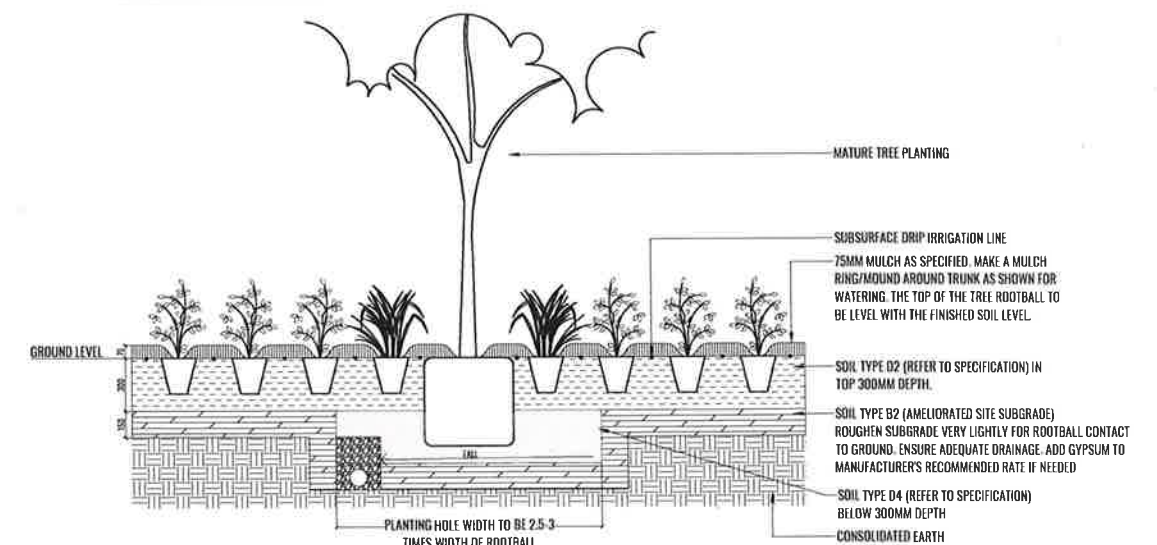 MATURE TREE PLANTING
SUBSURFACE DRIP IRRIGATION LINE
75MM MULCH AS SPECIFIED. MAKE A MULCH
RING/MOUND AROUND TRUNK AS SHOWN FOR
WATERING. THE TOP OF THE TREE ROOTBALL TO
BE LEVEL WITH THE FINISHED SOIL LEVEL.
GROUND LEVEL
75
300
150
SOIL TYPE D2 (REFER TO SPECIFICATION) IN
TOP 300MM DEPTH.
SOIL TYPE B2 (AMELIORATED SITE SUBGRADE)
ROUGHEN SUBGRADE VERY LIGHTLY FOR ROOTBALL CONTACT
TO GROUND. ENSURE ADEQUATE DRAINAGE. ADD GYPSUM TO
MANUFACTURER'S RECOMMENDED RATE IF NEEDED
FALL
SOIL TYPE D4 (REFER TO SPECIFICATION)
BELOW 300MM DEPTH
PLANTING HOLE WIDTH TO BE 2.5-3
TIMES WIDTH OF ROOTBALL
CONSOLIDATED EARTH